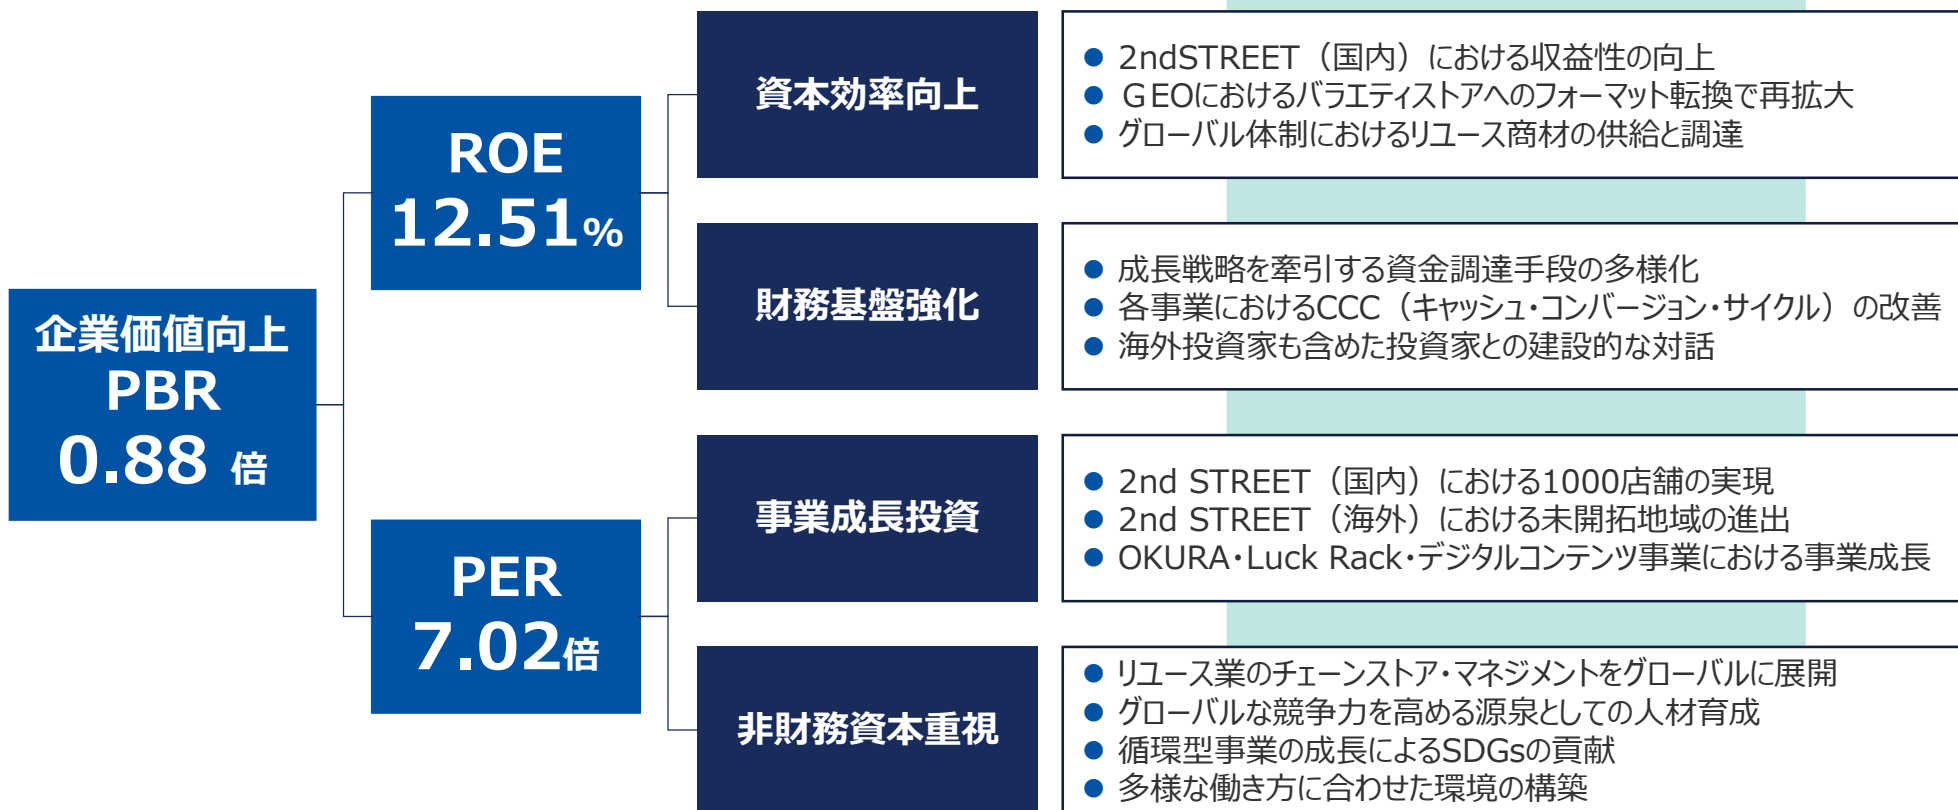 企業価値向上
PBR
0.88 倍
ROE
12.51%
PER
7.02倍
資本効率向上
● 2ndSTREET（国内）における収益性の向上
● ＧEOにおけるバラエティストアへのフォーマット転換で再拡大
● グローバル体制におけるリユース商材の供給と調達
財務基盤強化
● 成長戦略を牽引する資金調達手段の多様化
● 各事業におけるCCC（キャッシュ・コンバージョン・サイクル）の改善
● 海外投資家も含めた投資家との建設的な対話
事業成長投資
● 2nd STREET（国内）における1000店舗の実現
● 2nd STREET（海外）における未開拓地域の進出
● OKURA・Luck Rack・デジタルコンテンツ事業における事業成長
非財務資本重視
● リユース業のチェーンストア・マネジメントをグローバルに展開
● グローバルな競争力を高める源泉としての人材育成
● 循環型事業の成長によるSDGsの貢献
● 多様な働き方に合わせた環境の構築